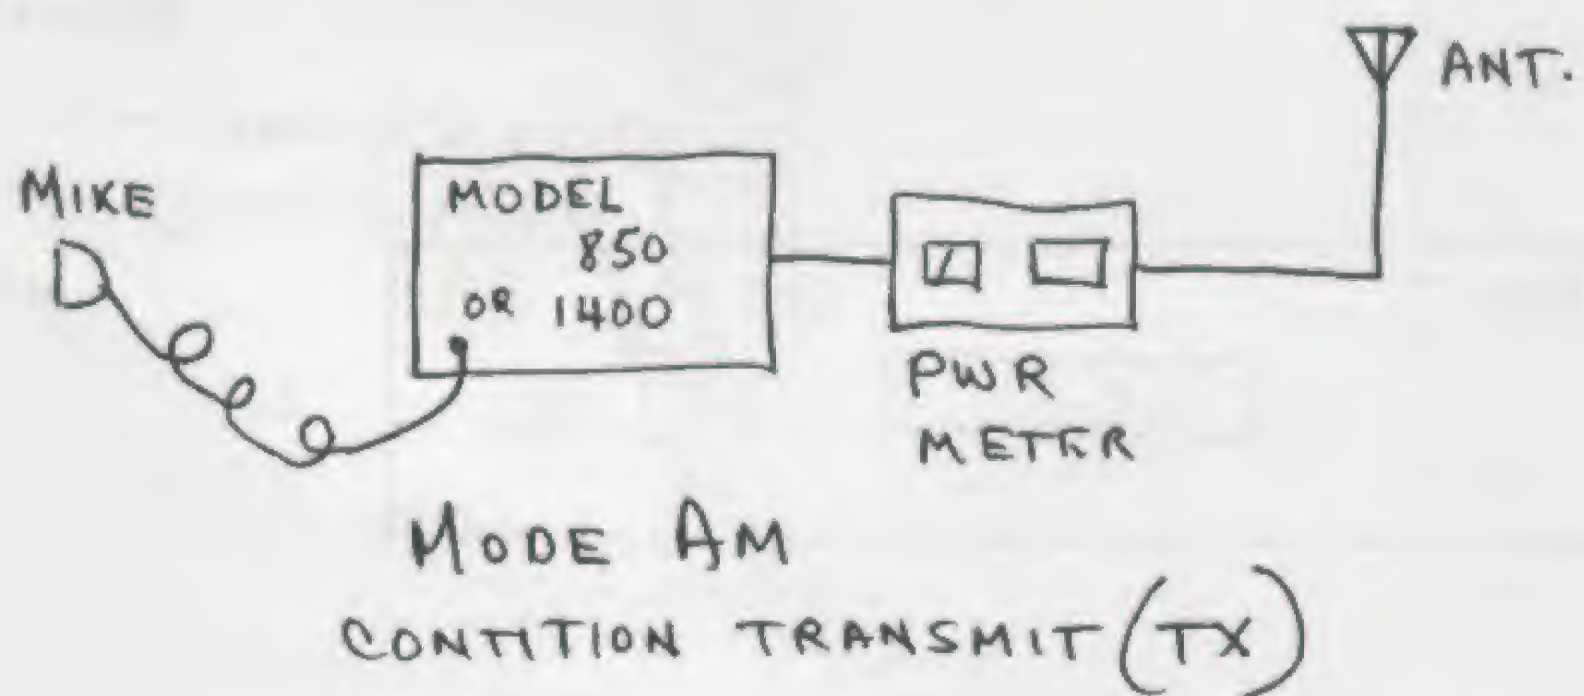 ANT.
MIKE
MODEL
850
OR 1400
PWR
METER
MODE AM
CONTITION TRANSMIT (TX)